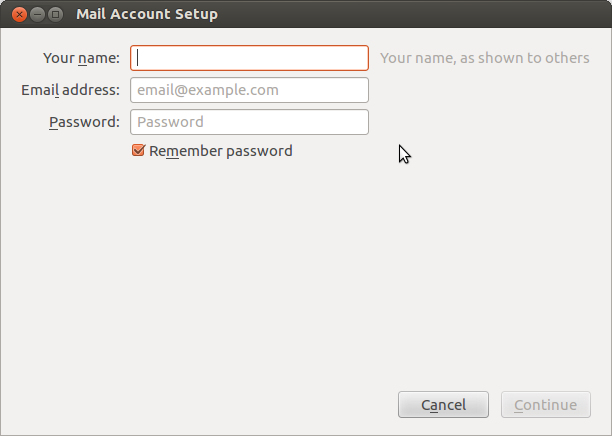 Mail Account Setup
Your name: Your name, as shown to others
Email address: email@example.com
Password: Password
Remember password
Cancel Continue